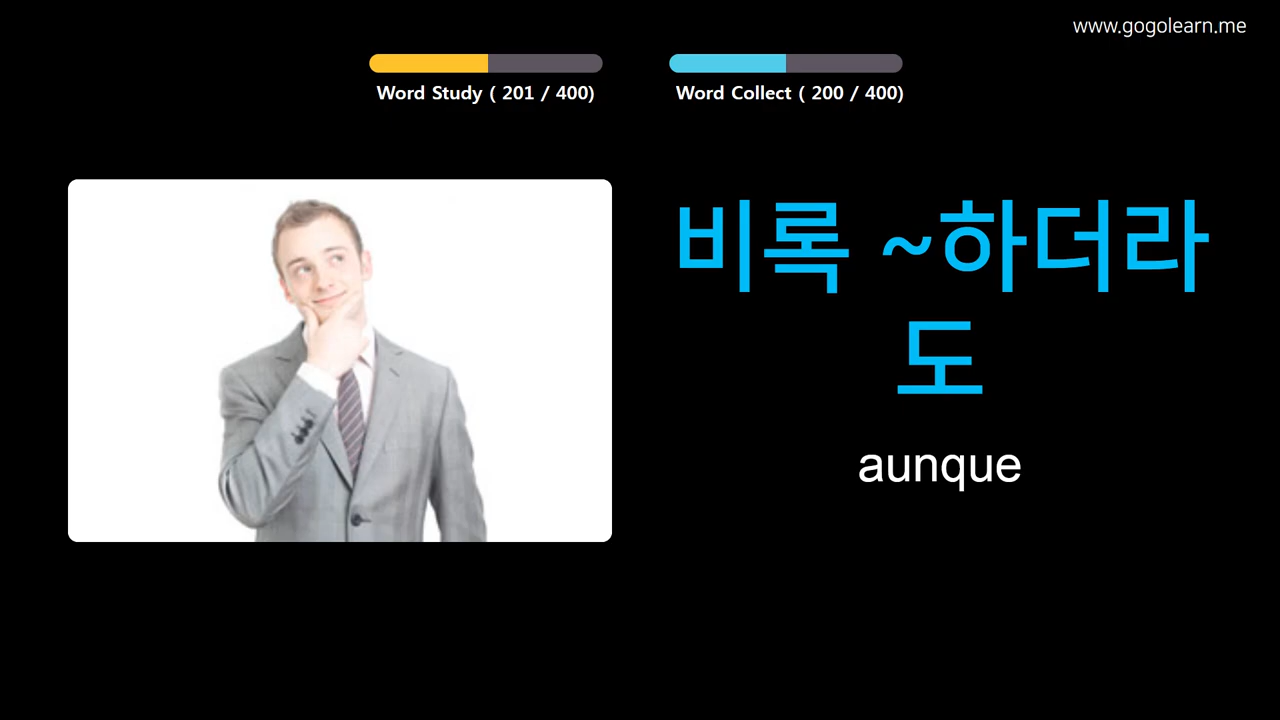 www.gogolearn.me
Word Study ( 201 / 400)
Word Collect ( 200 / 400)
비록 ~하더라
도
aunque